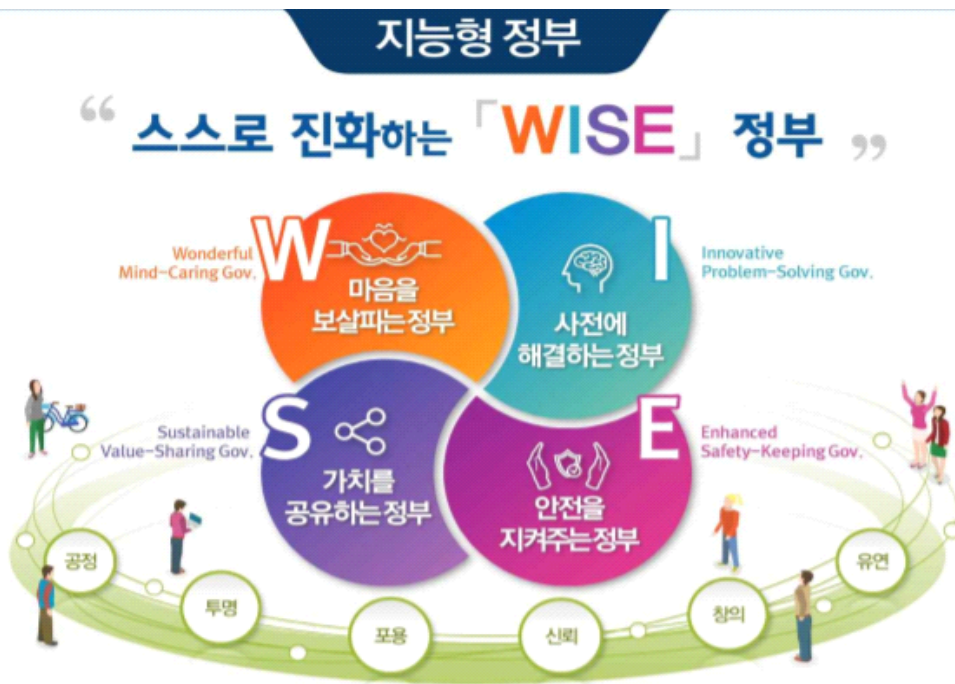 지능형 정부
“ 스스로 진화하는 「WISE」 정부 ”
W
Wonderful
Mind-Caring Gov.
마음을
보살피는 정부
I
Innovative
Problem-Solving Gov.
사전에
해결하는 정부
S
Sustainable
Value-Sharing Gov.
가치를
공유하는 정부
E
Enhanced
Safety-Keeping Gov.
안전을
지켜주는 정부
공정
투명
포용
신뢰
창의
유연